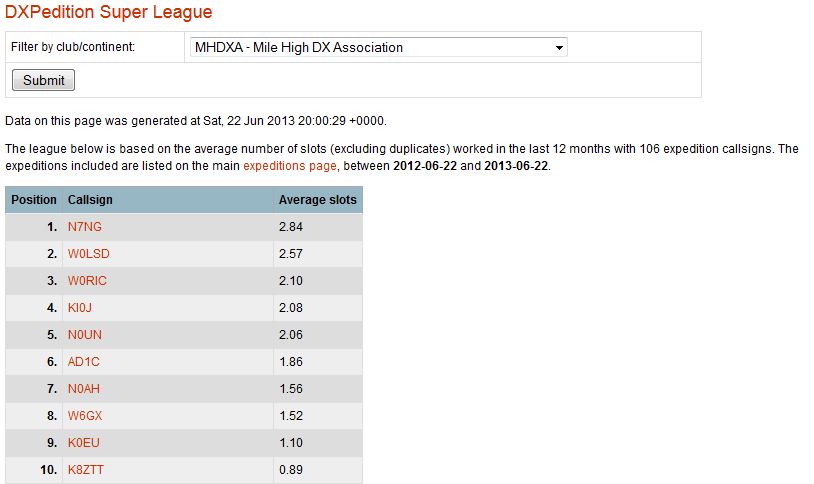 DXPedition Super League
Filter by club/continent: MHDXA - Mile High DX Association
Submit
Data on this page was generated at Sat, 22 Jun 2013 20:00:29 +0000.
The league below is based on the average number of slots (excluding duplicates) worked in the last 12 months with 106 expedition callsigns. The
expeditions included are listed on the main expeditions page, between 2012-06-22 and 2013-06-22.
Position Callsign Average slots
1. N7NG 2.84
2. W0LSD 2.57
3. W0RIC 2.10
4. KI0J 2.08
5. N0UN 2.06
6. AD1C 1.86
7. N0AH 1.56
8. W6GX 1.52
9. K0EU 1.10
10. K8ZTT 0.89